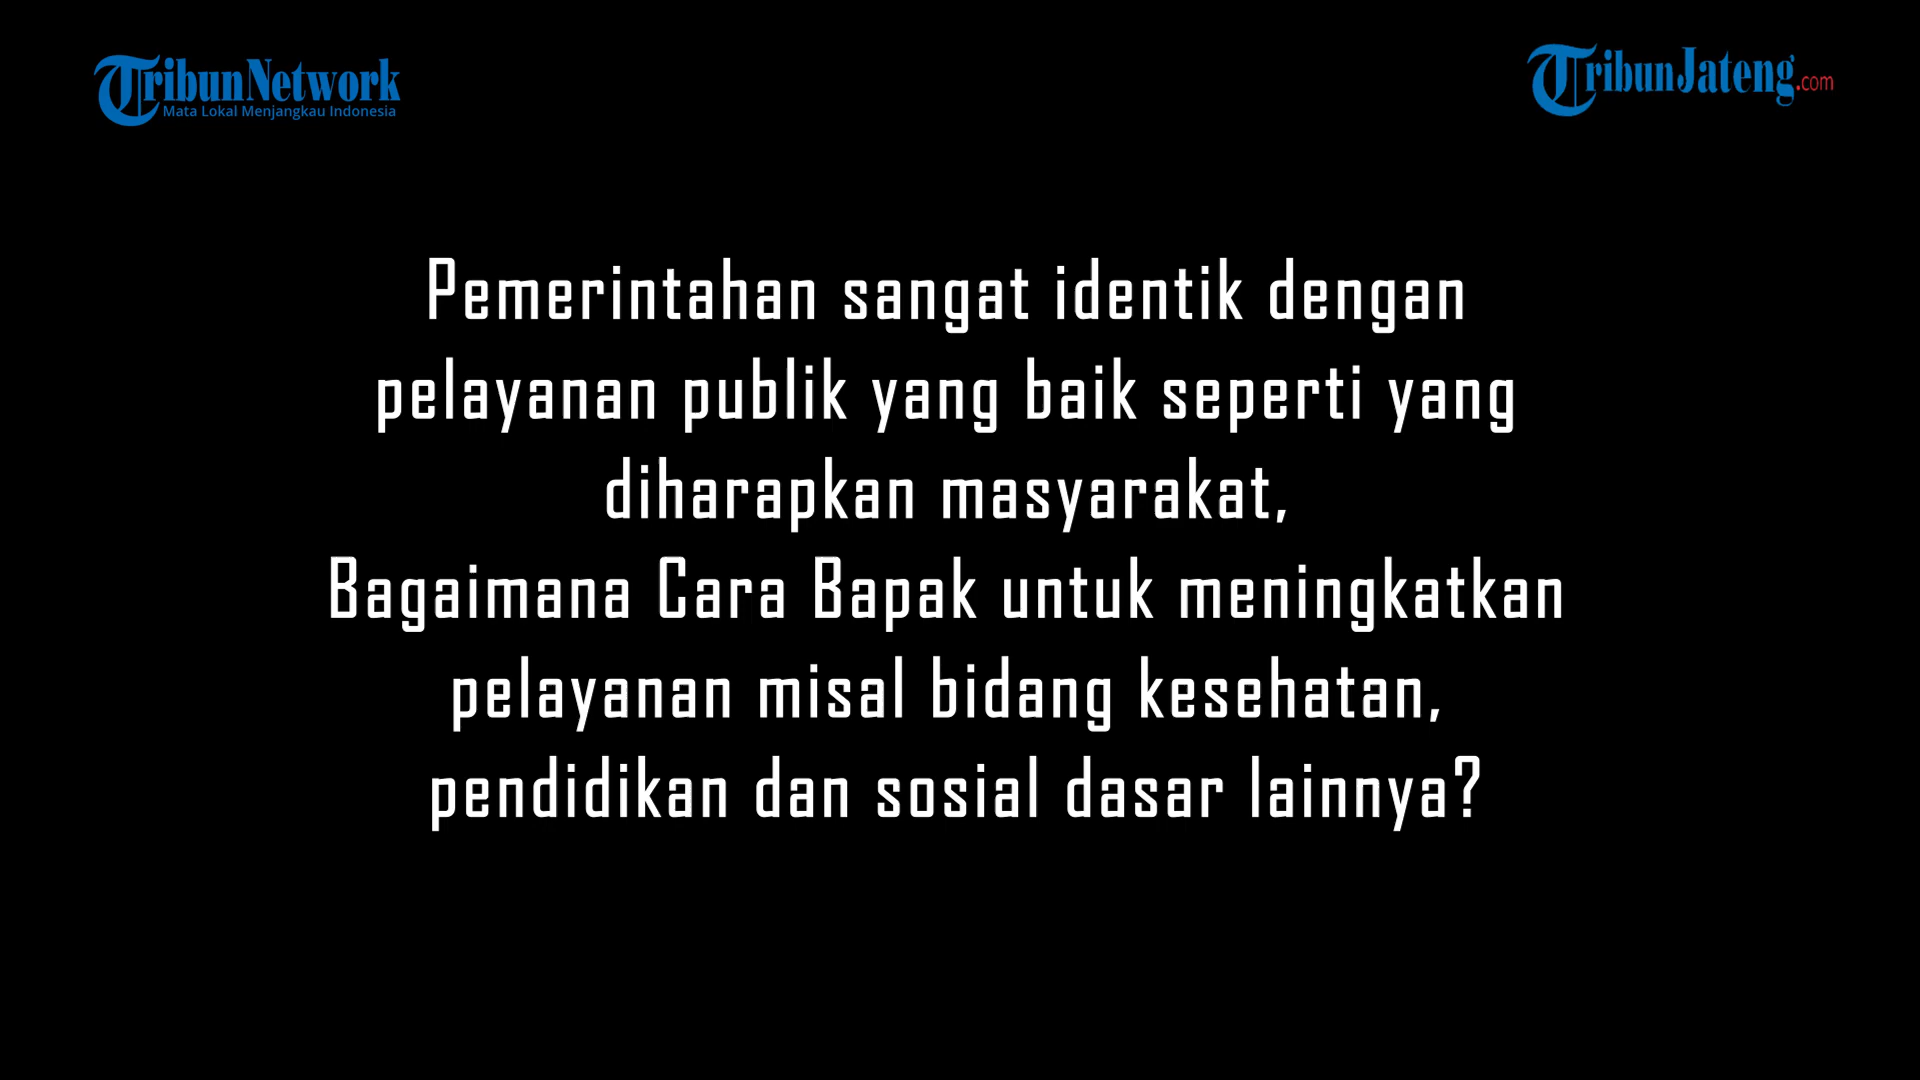 TribunNetwork
Mata Lokal Menjangkau Indonesia
TribunJateng.com
Pemerintahan sangat identik dengan
pelayanan publik yang baik seperti yang
diharapkan masyarakat,
Bagaimana Cara Bapak untuk meningkatkan
pelayanan misal bidang kesehatan,
pendidikan dan sosial dasar lainnya?